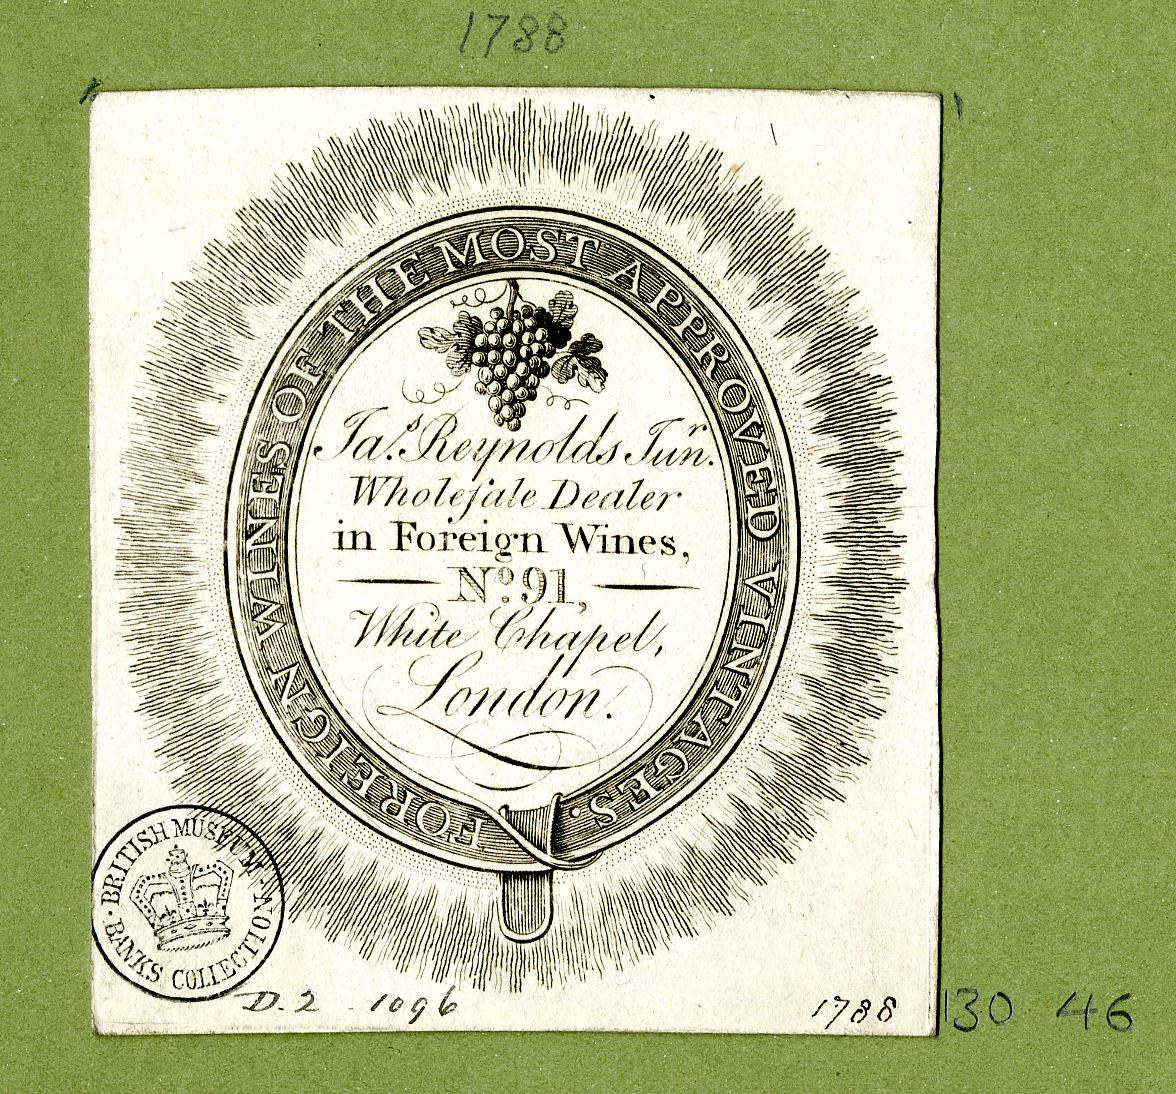 1788
FOREIGN WINES OF THE MOST APPROVED VINTAGES.
Jas. Reynolds Junr.
Wholeſale Dealer
in Foreign Wines,
No. 91,
White Chapel,
London.
BRITISH MUSEUM
BANKS COLLECTION
D.2 1096
1788
130 46